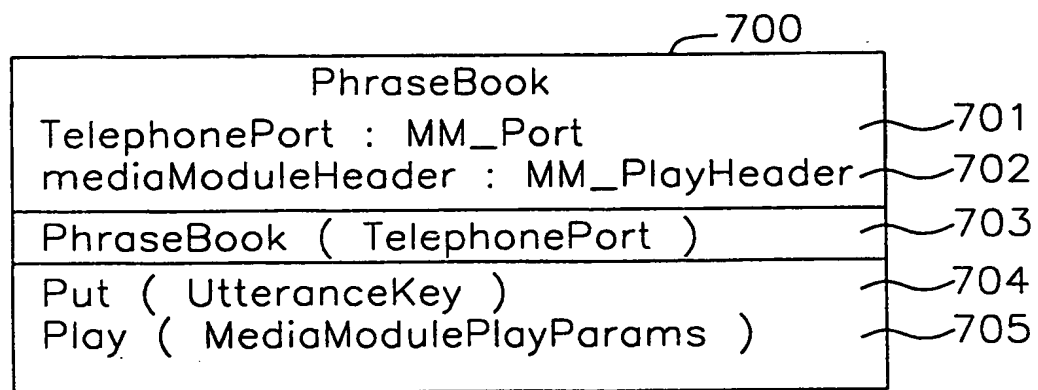 700
PhraseBook
TelephonePort : MM_Port 701
mediaModuleHeader : MM_PlayHeader 702
PhraseBook ( TelephonePort ) 703
Put ( UtteranceKey ) 704
Play ( MediaModulePlayParams ) 705